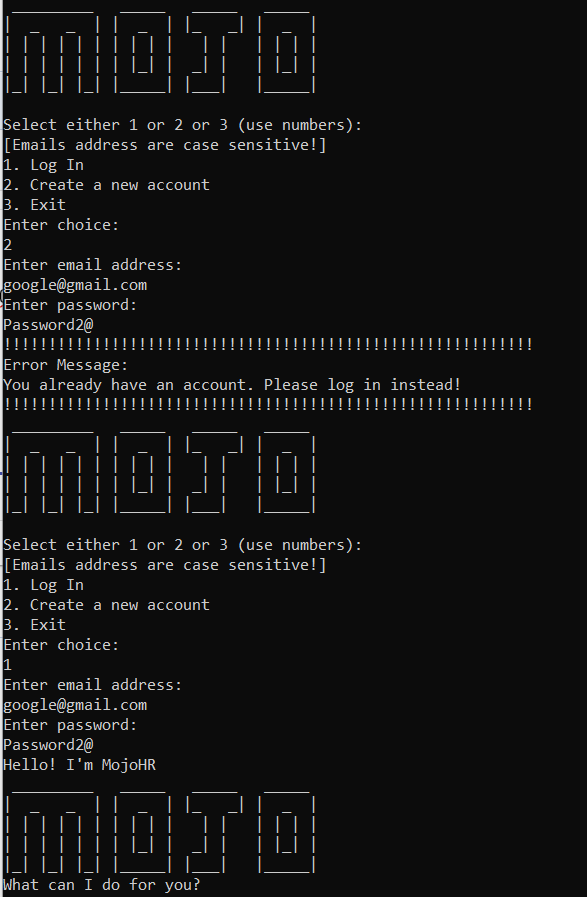 MOJO
Select either 1 or 2 or 3 (use numbers):
[Emails address are case sensitive!]
1. Log In
2. Create a new account
3. Exit
Enter choice:
2
Enter email address:
google@gmail.com
Enter password:
Password2@
!!!!!!!!!!!!!!!!!!!!!!!!!!!!!!!!!!!!!!!!!!!!!!!!!!!!!!!!!!!
Error Message:
You already have an account. Please log in instead!
!!!!!!!!!!!!!!!!!!!!!!!!!!!!!!!!!!!!!!!!!!!!!!!!!!!!!!!!!!!
MOJO
Select either 1 or 2 or 3 (use numbers):
[Emails address are case sensitive!]
1. Log In
2. Create a new account
3. Exit
Enter choice:
1
Enter email address:
google@gmail.com
Enter password:
Password2@
Hello! I'm MojoHR
MOJO
What can I do for you?